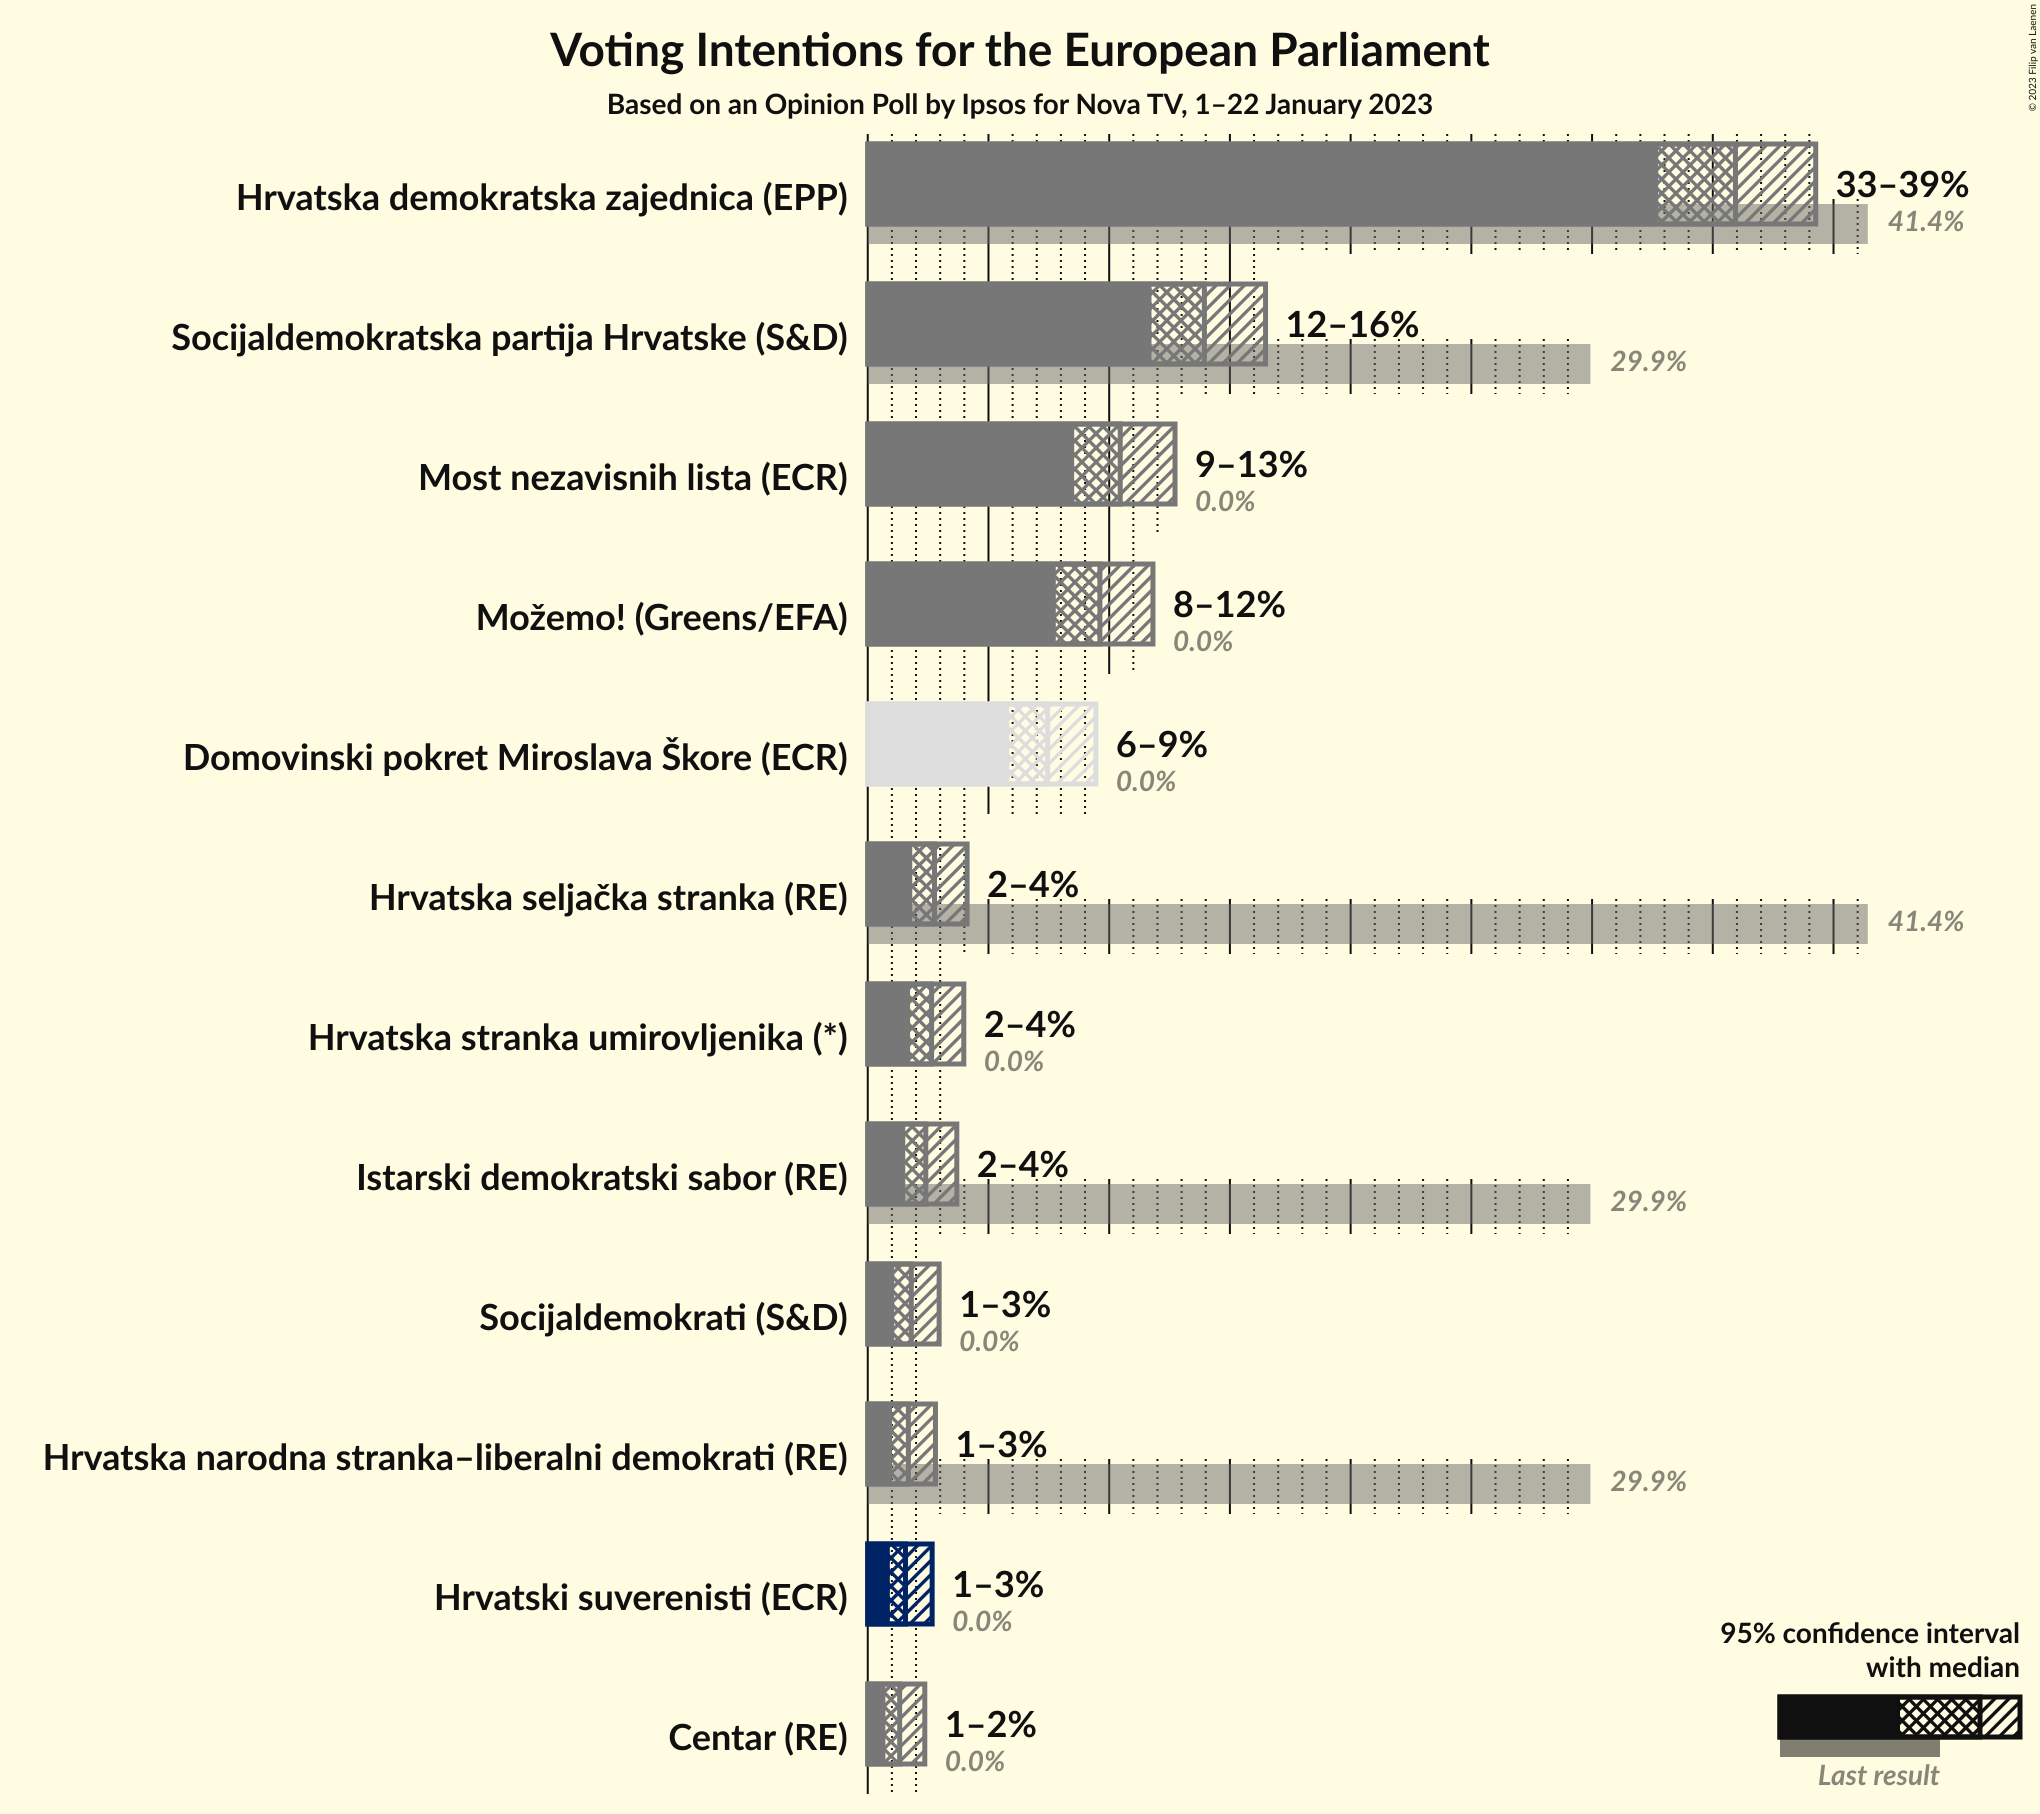 Voting Intentions for the European Parliament
Based on an Opinion Poll by Ipsos for Nova TV, 1–22 January 2023
© 2023 Filip van Laenen
Hrvatska demokratska zajednica (EPP)
33–39%
41.4%
Socijaldemokratska partija Hrvatske (S&D)
12–16%
29.9%
Most nezavisnih lista (ECR)
9–13%
0.0%
Možemo! (Greens/EFA)
8–12%
0.0%
Domovinski pokret Miroslava Škore (ECR)
6–9%
0.0%
Hrvatska seljačka stranka (RE)
2–4%
41.4%
Hrvatska stranka umirovljenika (*)
2–4%
0.0%
Istarski demokratski sabor (RE)
2–4%
29.9%
Socijaldemokrati (S&D)
1–3%
0.0%
Hrvatska narodna stranka–liberalni demokrati (RE)
1–3%
29.9%
Hrvatski suverenisti (ECR)
1–3%
0.0%
Centar (RE)
1–2%
0.0%
95% confidence interval
with median
Last result